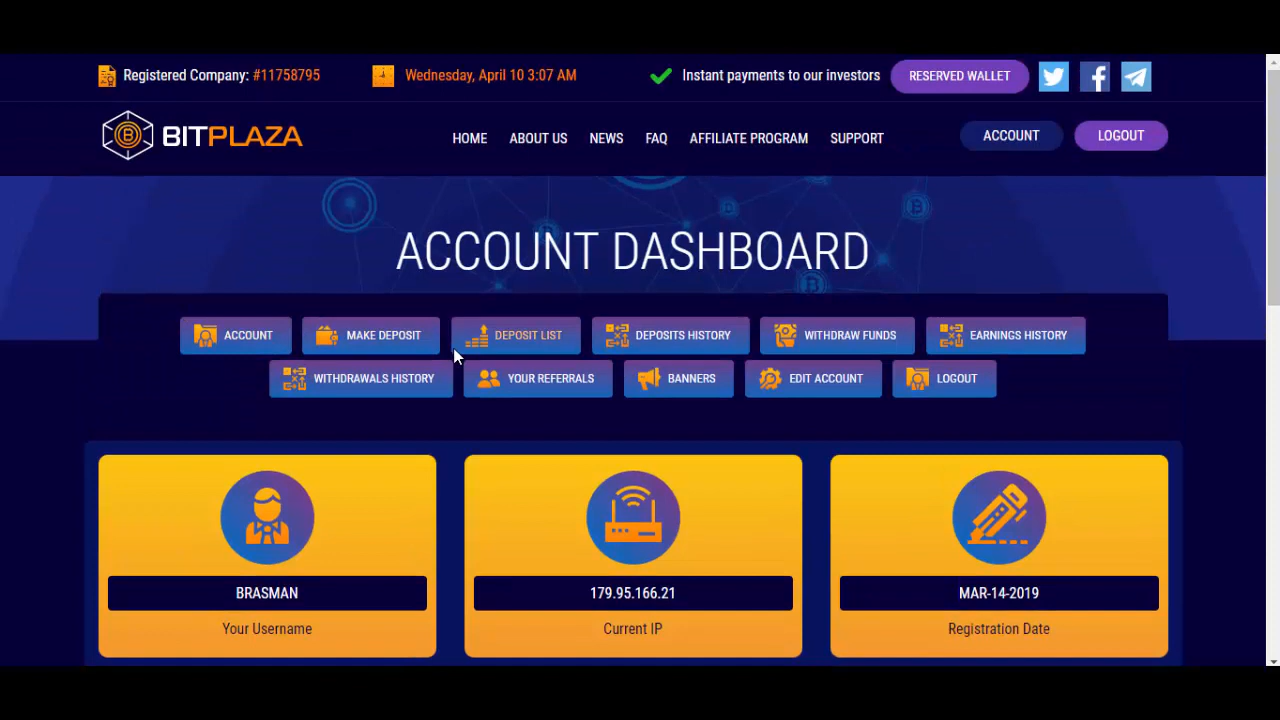 Registered Company: #11758795
Wednesday, April 10 3:07 AM
Instant payments to our investors
RESERVED WALLET
BITPLAZA
HOME ABOUT US NEWS FAQ AFFILIATE PROGRAM SUPPORT
ACCOUNT LOGOUT
ACCOUNT DASHBOARD
ACCOUNT MAKE DEPOSIT DEPOSIT LIST DEPOSITS HISTORY WITHDRAW FUNDS EARNINGS HISTORY
WITHDRAWALS HISTORY YOUR REFERRALS BANNERS EDIT ACCOUNT LOGOUT
BRASMAN
Your Username
179.95.166.21
Current IP
MAR-14-2019
Registration Date